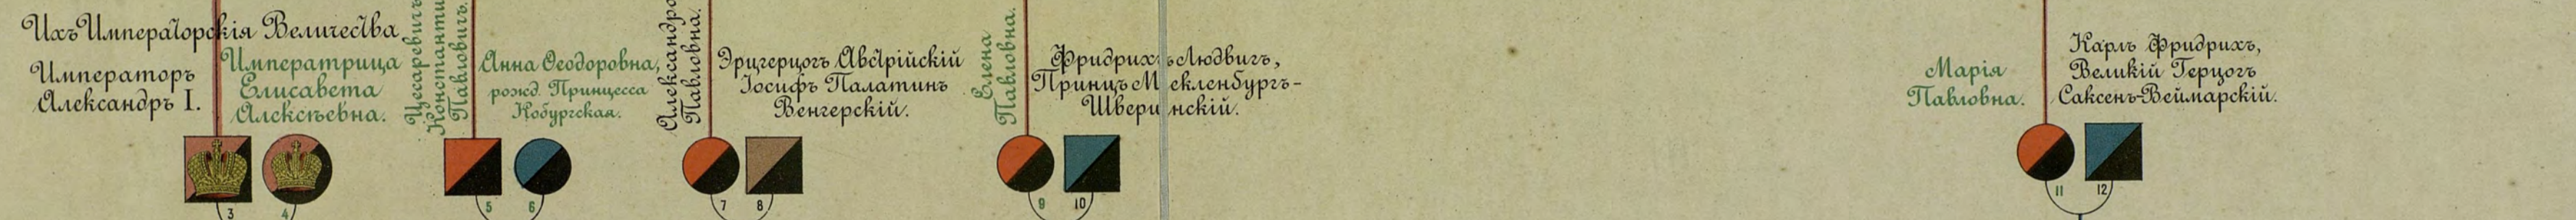 Ихъ Императорскія Величества
Императоръ
Александръ I.
Императрица
Елисавета
Алексѣевна.
Цесаревичъ
Константинъ
Павловичъ.
Анна Ѳеодоровна,
рожд. Принцесса
Кобургская.
Александра
Павловна.
Эрцгерцогъ Австрійскій
Іосифъ Палатинъ
Венгерскій.
Елена
Павловна.
Фридрихъ Людвигъ,
Принцъ Мекленбургъ-
Шверинскій.
Марія
Павловна.
Карлъ Фридрихъ,
Великій Герцогъ
Саксенъ-Веймарскій.
3
4
5
6
7
8
9
10
11
12